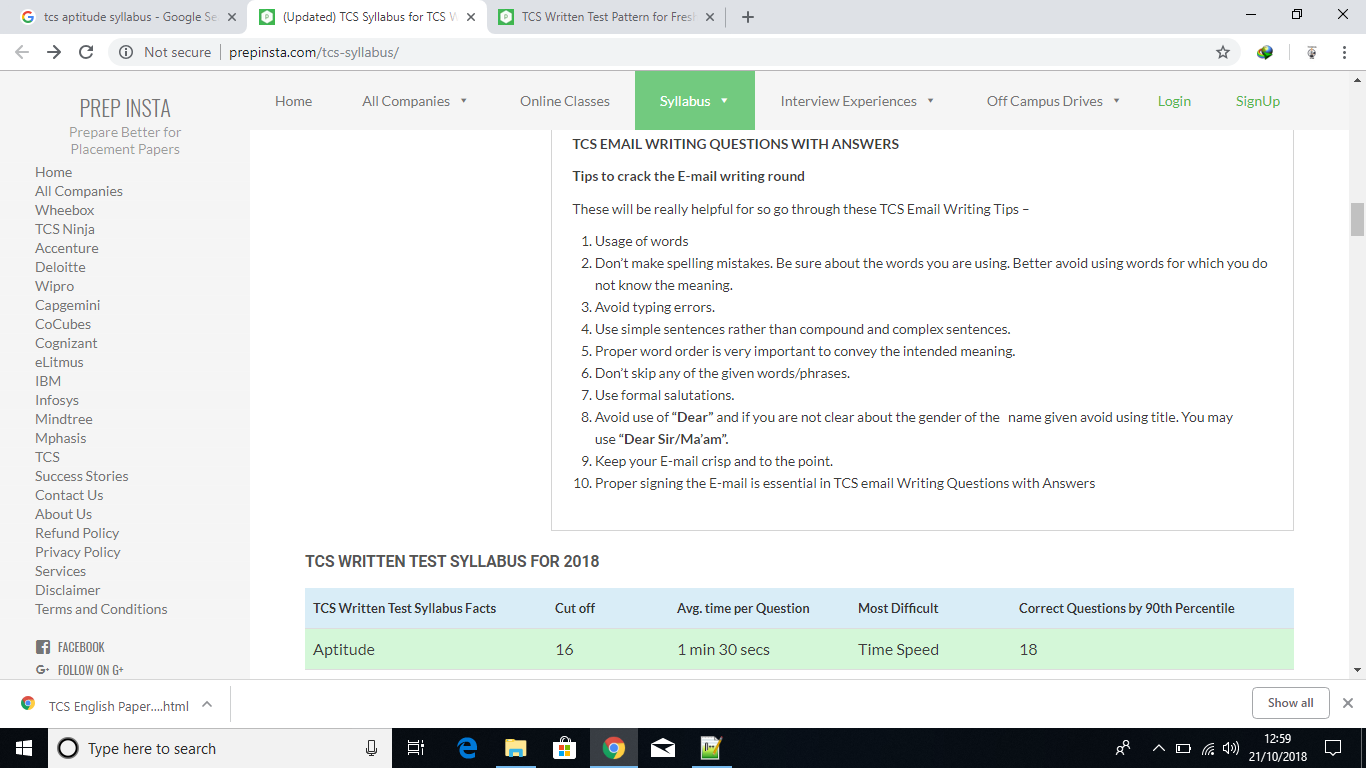 tcs aptitude syllabus - Google Se
(Updated) TCS Syllabus for TCS W
TCS Written Test Pattern for Fresh
Not secure
prepinsta.com/tcs-syllabus/
PREP INSTA
Prepare Better for
Placement Papers
Home
All Companies
Wheebox
TCS Ninja
Accenture
Deloitte
Wipro
Capgemini
CoCubes
Cognizant
eLitmus
IBM
Infosys
Mindtree
Mphasis
TCS
Success Stories
Contact Us
About Us
Refund Policy
Privacy Policy
Services
Disclaimer
Terms and Conditions
FACEBOOK
G+ FOLLOW ON G+
Home All Companies Online Classes Syllabus Interview Experiences Off Campus Drives Login SignUp
TCS EMAIL WRITING QUESTIONS WITH ANSWERS
Tips to crack the E-mail writing round
These will be really helpful for so go through these TCS Email Writing Tips –
1. Usage of words
2. Don’t make spelling mistakes. Be sure about the words you are using. Better avoid using words for which you do
not know the meaning.
3. Avoid typing errors.
4. Use simple sentences rather than compound and complex sentences.
5. Proper word order is very important to convey the intended meaning.
6. Don’t skip any of the given words/phrases.
7. Use formal salutations.
8. Avoid use of “Dear” and if you are not clear about the gender of the name given avoid using title. You may
use “Dear Sir/Ma’am”.
9. Keep your E-mail crisp and to the point.
10. Proper signing the E-mail is essential in TCS email Writing Questions with Answers
TCS WRITTEN TEST SYLLABUS FOR 2018
TCS Written Test Syllabus Facts Cut off Avg. time per Question Most Difficult Correct Questions by 90th Percentile
Aptitude 16 1 min 30 secs Time Speed 18
TCS English Paper....html
Show all
Type here to search
12:59
21/10/2018